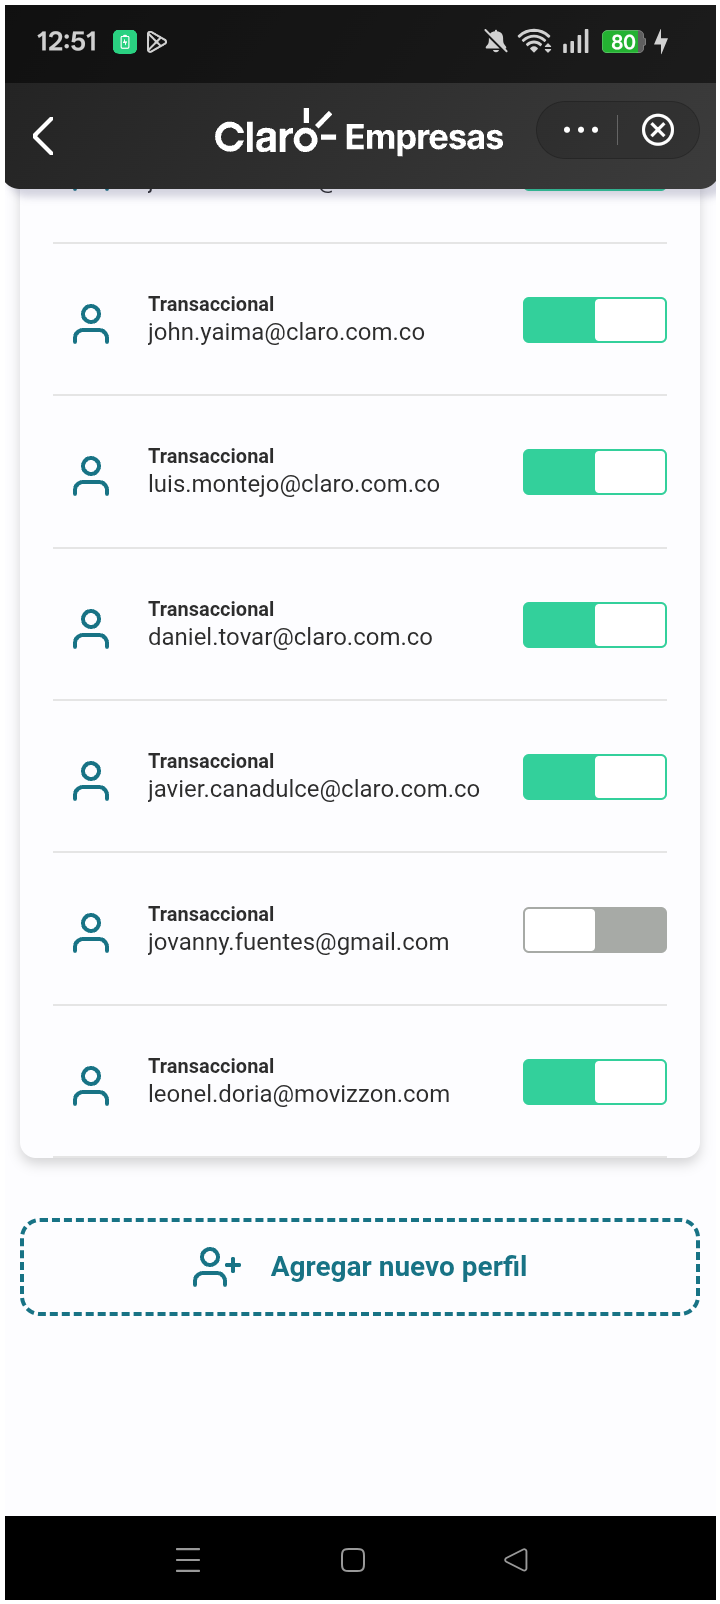 12:51
80
Claro Empresas
Transaccional
john.yaima@claro.com.co
Transaccional
luis.montejo@claro.com.co
Transaccional
daniel.tovar@claro.com.co
Transaccional
javier.canadulce@claro.com.co
Transaccional
jovanny.fuentes@gmail.com
Transaccional
leonel.doria@movizzon.com
Agregar nuevo perfil